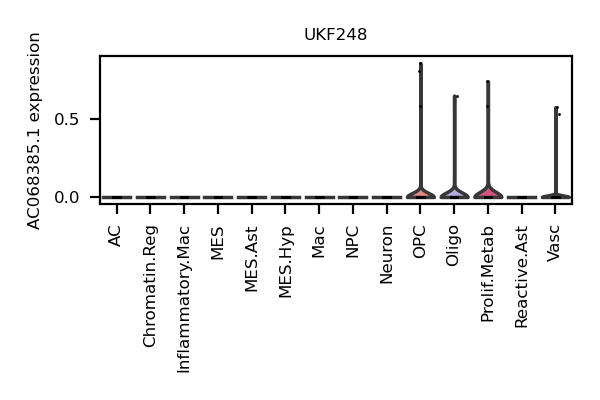 UKF248
AC068385.1 expression
0.5
0.0
AC
Chromatin.Reg
Inflammatory.Mac
MES
MES.Ast
MES.Hyp
Mac
NPC
Neuron
OPC
Oligo
Prolif.Metab
Reactive.Ast
Vasc